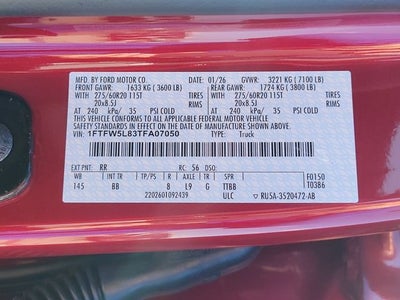 MFD. BY FORD MOTOR CO. DATE: 01/26 GVWR: 3221 KG ( 7100 LB)
FRONT GAWR: 1633 KG ( 3600 LB) REAR GAWR: 1724 KG ( 3800 LB)
WITH 275/60R20 115T TIRES WITH 275/60R20 115T TIRES
20x8.5J RIMS 20x8.5J RIMS
AT 240 kPa/ 35 PSI COLD AT 240 kPa/ 35 PSI COLD
THIS VEHICLE CONFORMS TO ALL APPLICABLE FEDERAL MOTOR VEHICLE
SAFETY STANDARDS IN EFFECT ON THE DATE OF MANUFACTURE SHOWN ABOVE.
VIN: 1FTFW5L83TFA07050 TYPE: Truck
EXT PNT: RR RC: 56 DSO: F0150
WB INT TR TP/PS R AXLE TR SPR T0386
145 BB 8 L9 G TTBB
2202601092439 ULC ▽ RU5A-3520472-AB